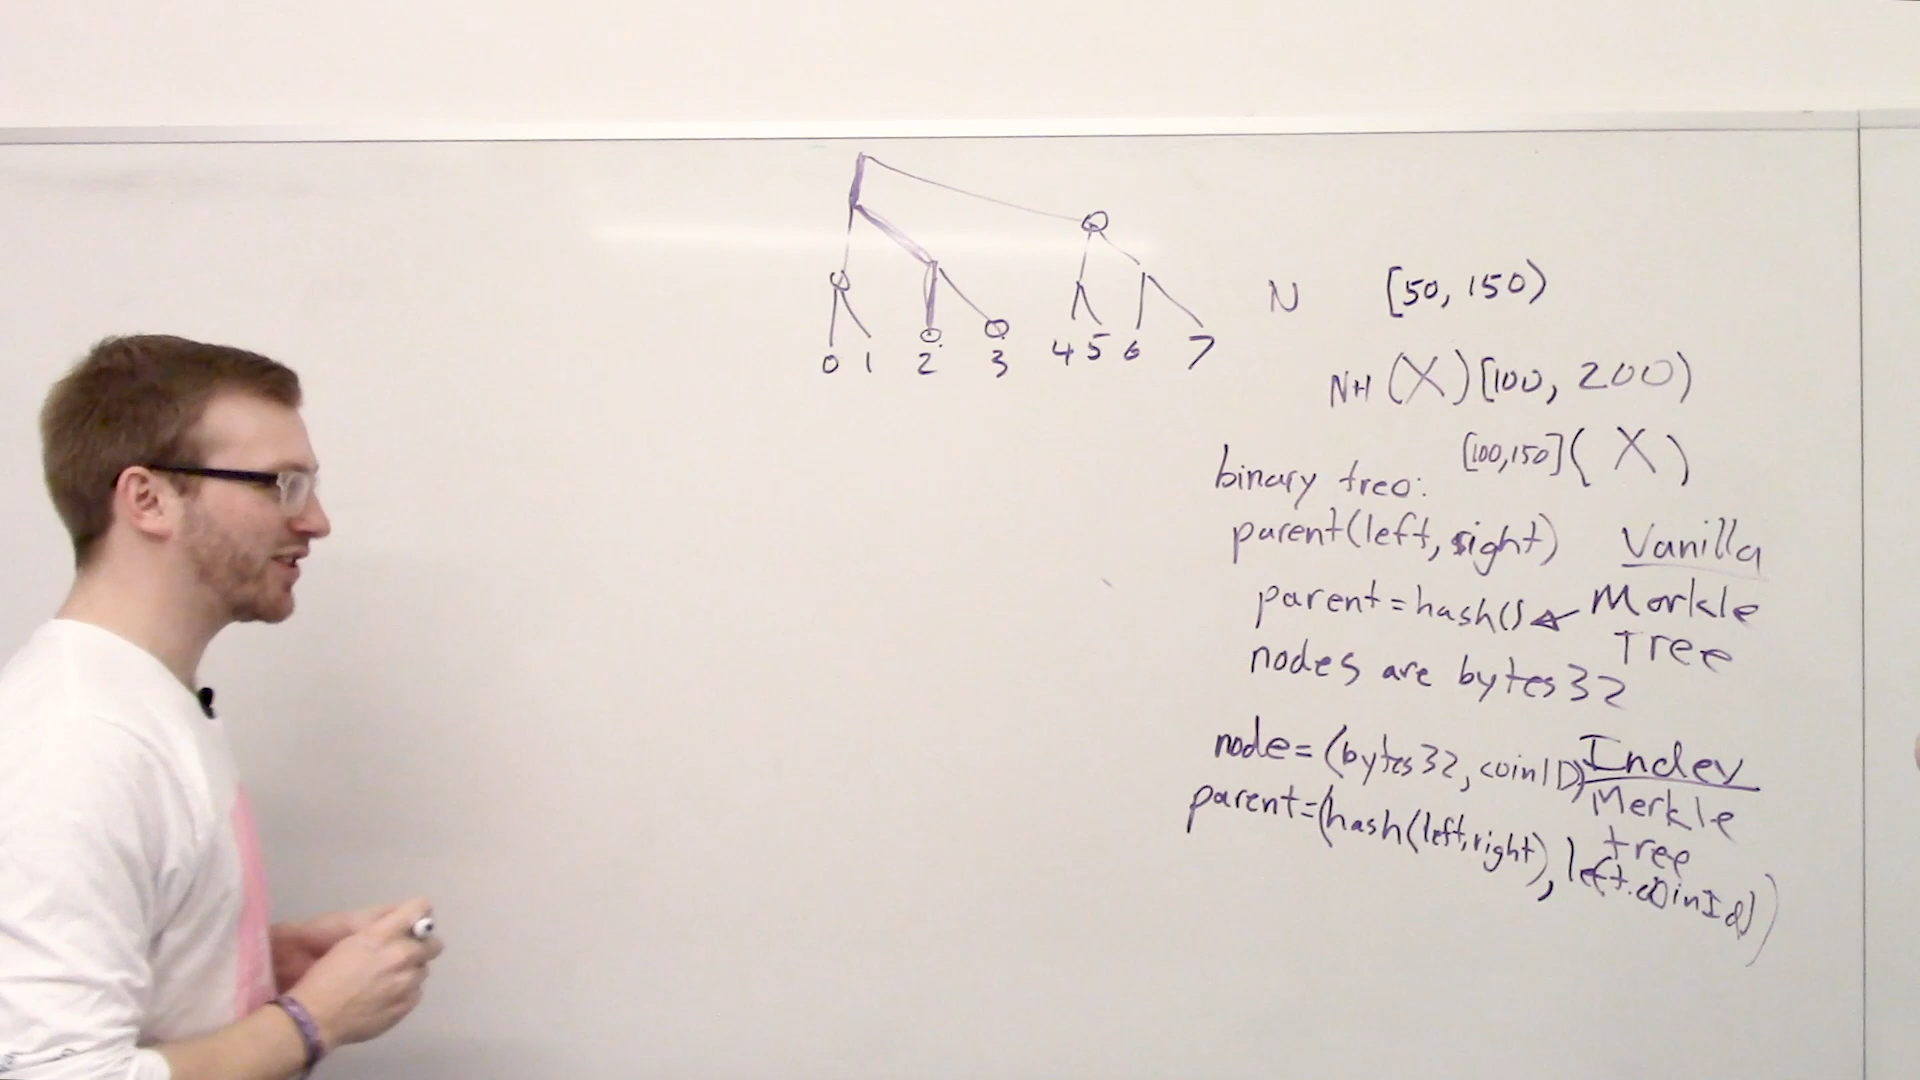 0 1 2 3 4 5 6 7
N [50, 150)
NH (X) [100, 200)
[100,150] ( X )
binary tree:
parent(left, right)
parent = hash()
nodes are bytes32
Vanilla
Merkle
Tree
node = (bytes32, coinID)
parent = (hash(left, right), left.coinId)
Index
Merkle
tree